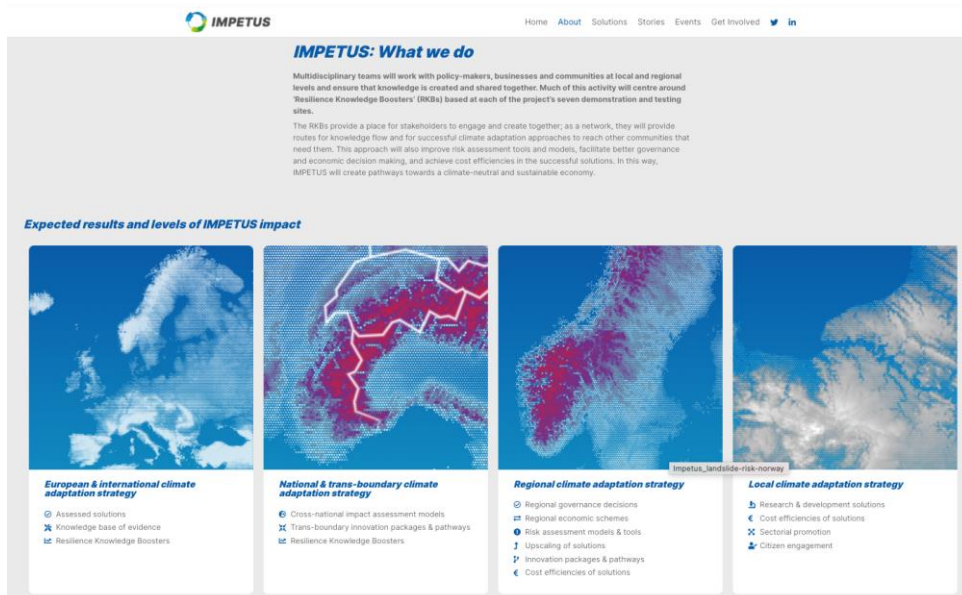 IMPETUS
Home About Solutions Stories Events Get Involved
IMPETUS: What we do
Multidisciplinary teams will work with policy-makers, businesses and communities at local and regional
levels and ensure that knowledge is created and shared together. Much of this activity will centre around
'Resilience Knowledge Boosters' (RKBs) based at each of the project's seven demonstration and testing
sites.
The RKBs provide a place for stakeholders to engage and create together; as a network, they will provide
routes for knowledge flow and for successful climate adaptation approaches to reach other communities that
need them. This approach will also improve risk assessment tools and models, facilitate better governance
and economic decision making, and achieve cost efficiencies in the successful solutions. In this way,
IMPETUS will create pathways towards a climate-neutral and sustainable economy.
Expected results and levels of IMPETUS impact
European & international climate
adaptation strategy
Assessed solutions
Knowledge base of evidence
Resilience Knowledge Boosters
National & trans-boundary climate
adaptation strategy
Cross-national impact assessment models
Trans-boundary innovation packages & pathways
Resilience Knowledge Boosters
Impetus_landslide-risk-norway
Regional climate adaptation strategy
Regional governance decisions
Regional economic schemes
Risk assessment models & tools
Upscaling of solutions
Innovation packages & pathways
€ Cost efficiencies of solutions
Local climate adaptation strategy
Research & development solutions
€ Cost efficiencies of solutions
Sectorial promotion
Citizen engagement